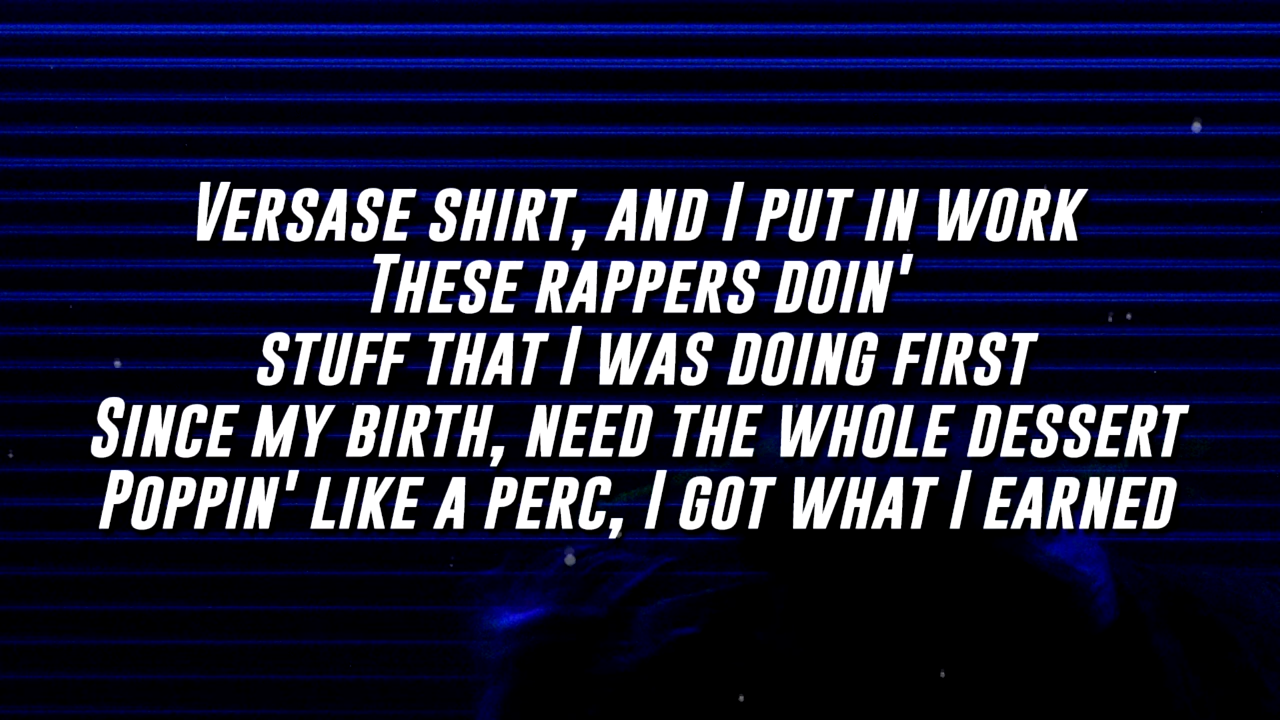 Versase shirt, and I put in work
These rappers doin'
stuff that I was doing first
Since my birth, need the whole dessert
Poppin' like a perc, I got what I earned